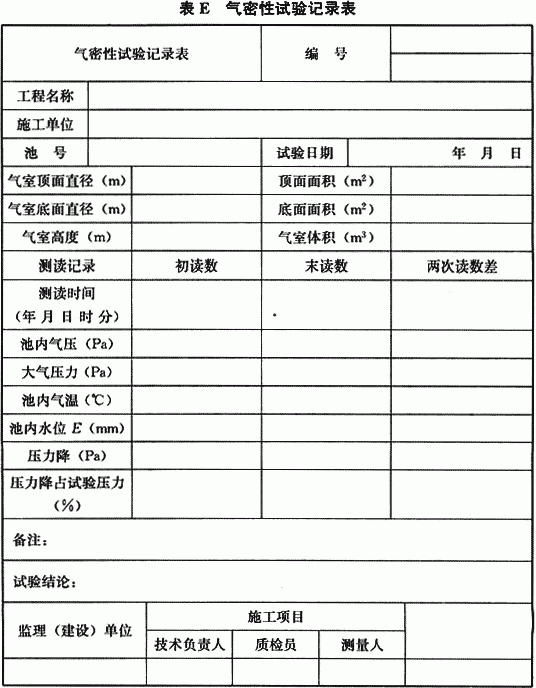 表 E 气密性试验记录表
气密性试验记录表 编 号
工程名称
施工单位
池 号 试验日期 年 月 日
气室顶面直径（m） 顶面面积（m²）
气室底面直径（m） 底面面积（m²）
气室高度（m） 气室体积（m³）
测读记录 初读数 末读数 两次读数差
测读时间
（年 月 日 时 分）
池内气压（Pa）
大气压力（Pa）
池内气温（℃）
池内水位 E（mm）
压力降（Pa）
压力降占试验压力
（%）
备注：
试验结论：
监理（建设）单位 施工项目
技术负责人 质检员 测量人